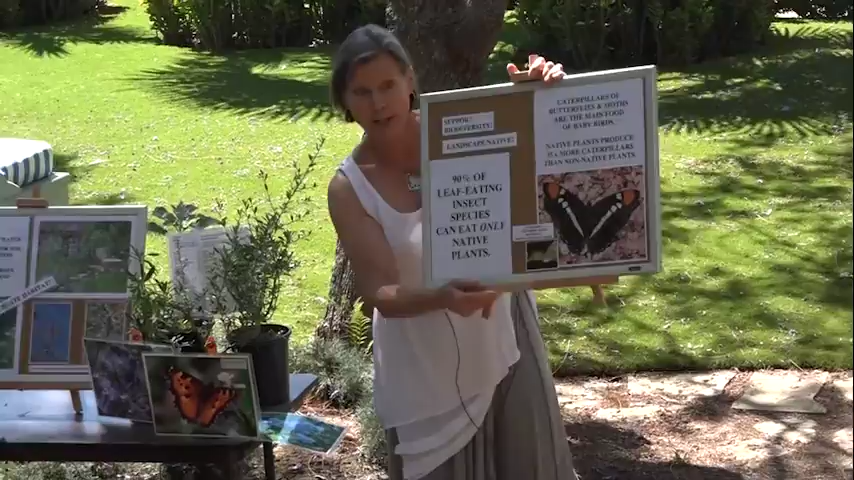 SUPPORT
BIODIVERSITY!
LANDSCAPE NATIVE!
90% OF
LEAF-EATING
INSECT
SPECIES
CAN EAT ONLY
NATIVE
PLANTS.
CATERPILLARS OF
BUTTERFLIES & MOTHS
ARE THE MAIN FOOD
OF BABY BIRDS.
NATIVE PLANTS PRODUCE
MORE CATERPILLARS
THAN NON-NATIVE PLANTS.
HABITAT!